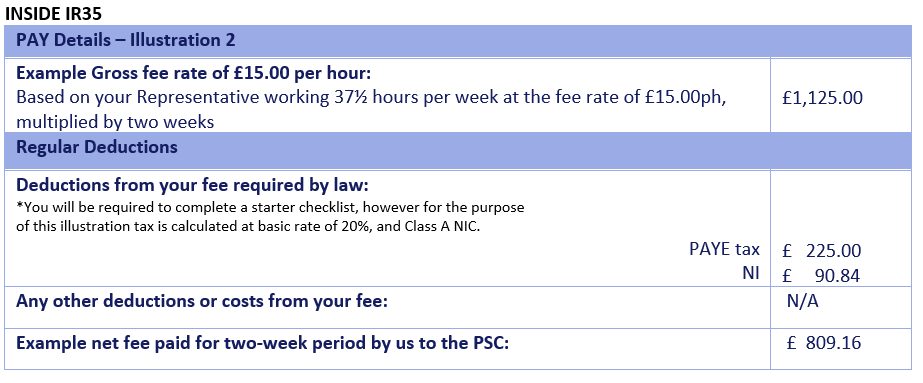 INSIDE IR35
PAY Details – Illustration 2
Example Gross fee rate of £15.00 per hour:
Based on your Representative working 37½ hours per week at the fee rate of £15.00ph,
multiplied by two weeks
£1,125.00
Regular Deductions
Deductions from your fee required by law:
*You will be required to complete a starter checklist, however for the purpose
of this illustration tax is calculated at basic rate of 20%, and Class A NIC.
PAYE tax £ 225.00
NI £ 90.84
Any other deductions or costs from your fee: N/A
Example net fee paid for two-week period by us to the PSC: £ 809.16